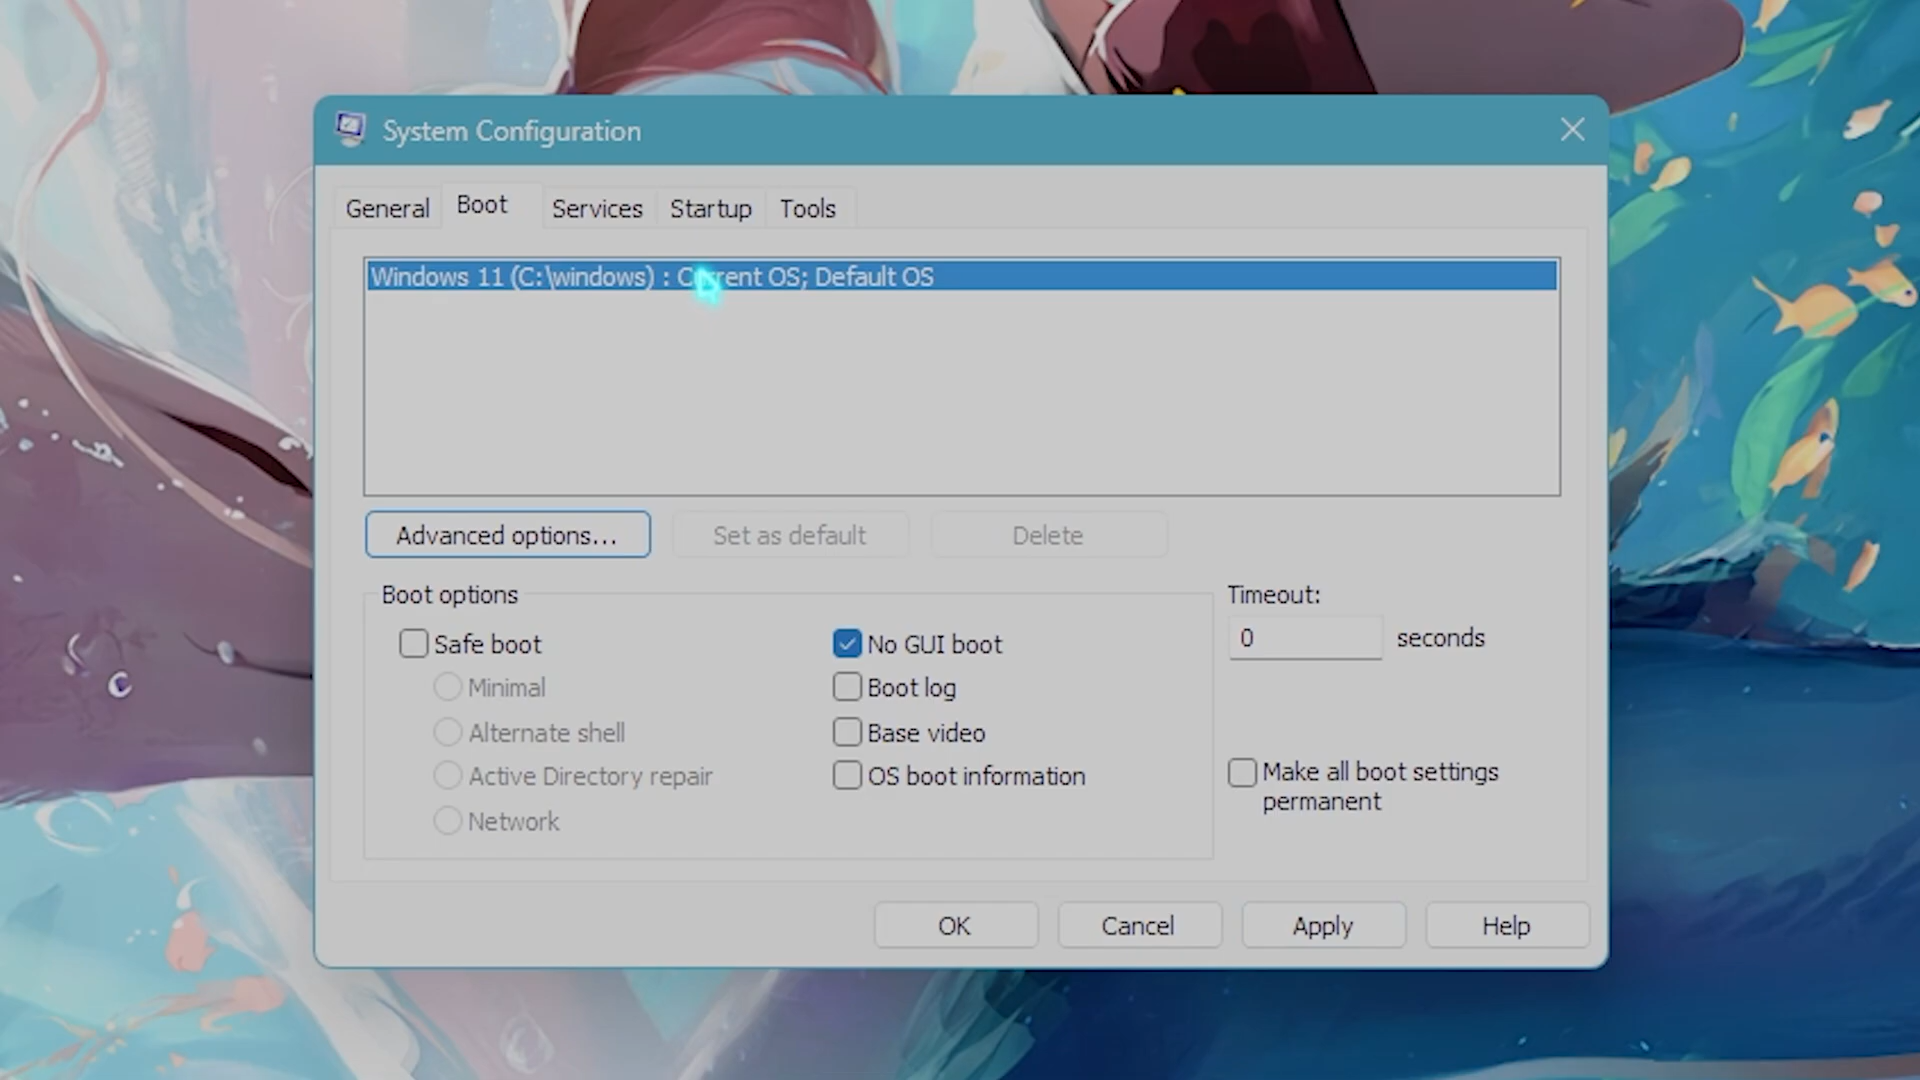 System Configuration
General Boot Services Startup Tools
Windows 11 (C:\windows) : Current OS; Default OS
Advanced options... Set as default Delete
Boot options Timeout:
Safe boot No GUI boot 0 seconds
Minimal Boot log
Alternate shell Base video
Active Directory repair OS boot information Make all boot settings
permanent
Network
OK Cancel Apply Help